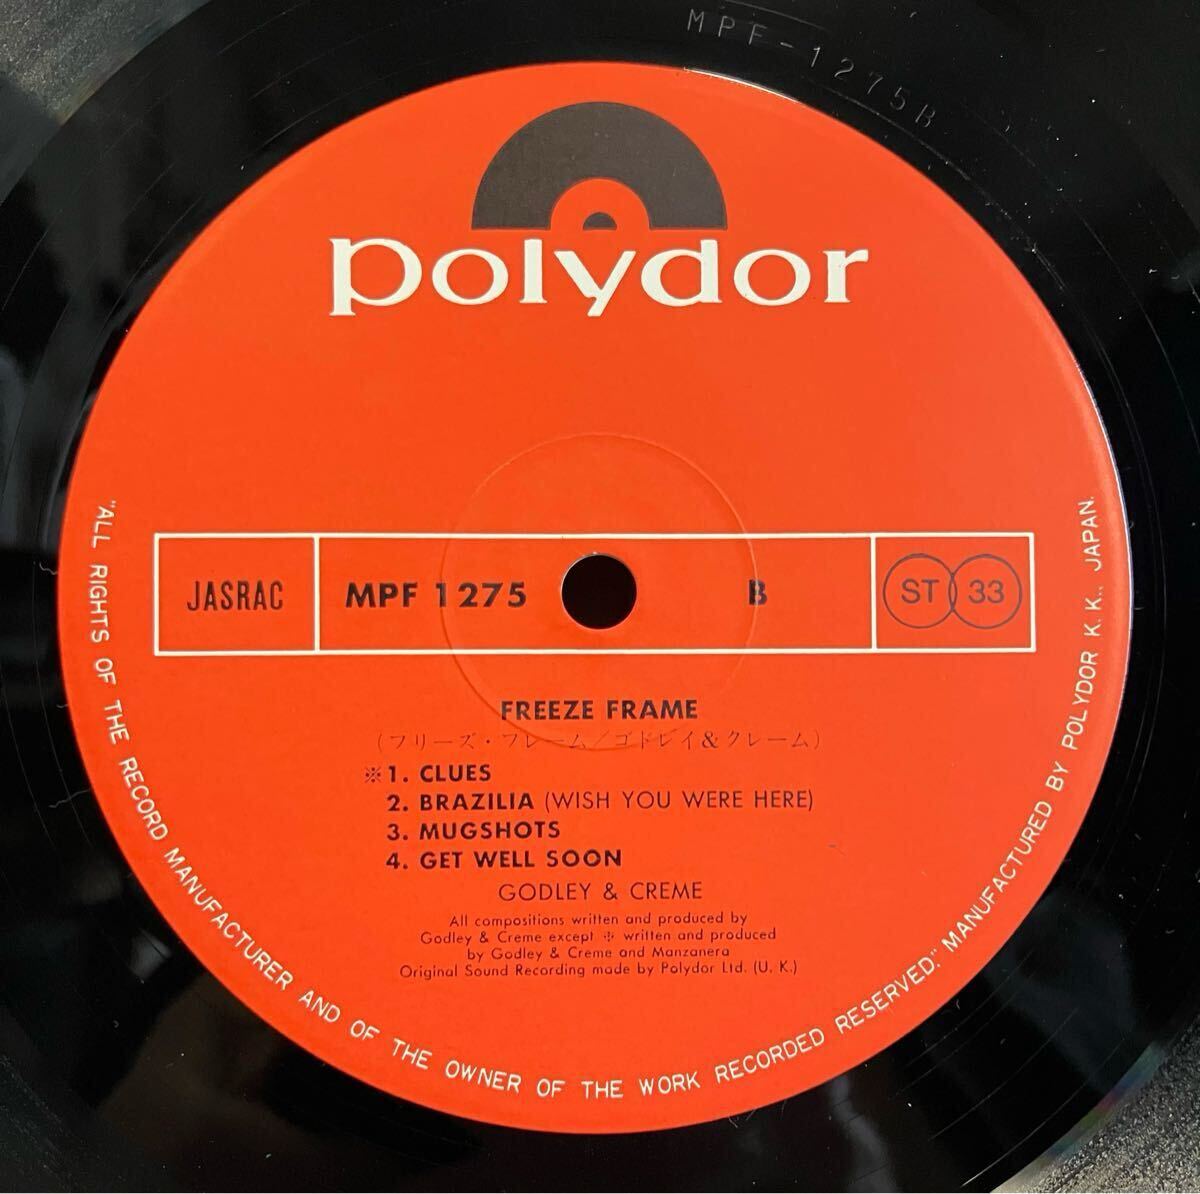 MPF-1275B
polydor
JASRAC
MPF 1275
B
ST 33
FREEZE FRAME
(フリーズ・フレーム/ゴドレイ&クレーム)
※1. CLUES
2. BRAZILIA (WISH YOU WERE HERE)
3. MUGSHOTS
4. GET WELL SOON
GODLEY & CREME
All compositions written and produced by
Godley & Creme except ※ written and produced
by Godley & Creme and Manzanera
Original Sound Recording made by Polydor Ltd. (U. K.)
"ALL RIGHTS OF THE RECORD MANUFACTURER AND OF THE OWNER OF THE WORK RECORDED RESERVED." MANUFACTURED BY POLYDOR K. K., JAPAN.